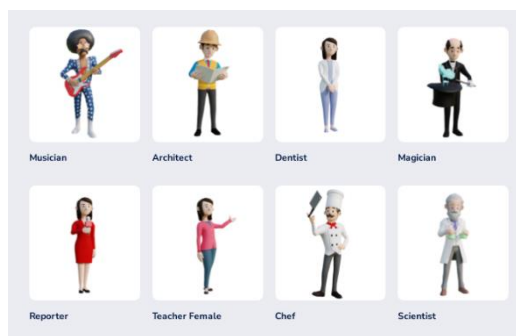 Musician
Architect
Dentist
Magician
Reporter
Teacher Female
Chef
Scientist